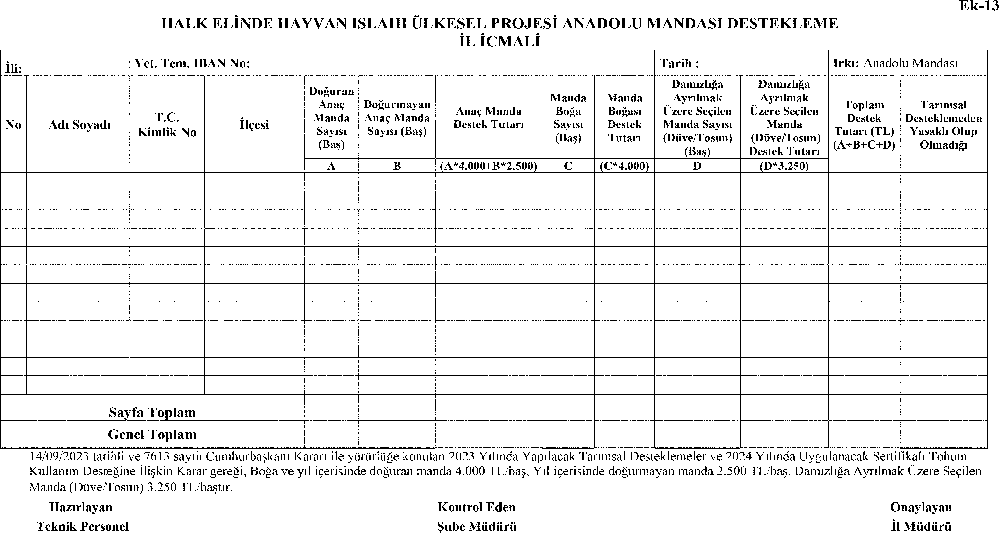 Ek-13
HALK ELİNDE HAYVAN ISLAHI ÜLKESEL PROJESİ ANADOLU MANDASI DESTEKLEME
İL İCMALİ
İli:
Yet. Tem. IBAN No:
Tarih :
Irkı: Anadolu Mandası
No
Adı Soyadı
T.C.
Kimlik No
İlçesi
Doğuran
Anaç
Manda
Sayısı
(Baş)
Doğurmayan
Anaç Manda
Sayısı (Baş)
Anaç Manda
Destek Tutarı
Manda
Boğa
Sayısı
(Baş)
Manda
Boğası
Destek
Tutarı
Damızlığa
Ayrılmak
Üzere Seçilen
Manda Sayısı
(Düve/Tosun)
(Baş)
Damızlığa
Ayrılmak
Üzere Seçilen
Manda
(Düve/Tosun)
Destek Tutarı
Toplam
Destek
Tutarı (TL)
(A+B+C+D)
Tarımsal
Desteklemeden
Yasaklı Olup
Olmadığı
A
B
(A*4.000+B*2.500)
C
(C*4.000)
D
(D*3.250)
Sayfa Toplam
Genel Toplam
14/09/2023 tarihli ve 7613 sayılı Cumhurbaşkanı Kararı ile yürürlüğe konulan 2023 Yılında Yapılacak Tarımsal Desteklemeler ve 2024 Yılında Uygulanacak Sertifikalı Tohum
Kullanım Desteğine İlişkin Karar gereği, Boğa ve yıl içerisinde doğuran manda 4.000 TL/baş, Yıl içerisinde doğurmayan manda 2.500 TL/baş, Damızlığa Ayrılmak Üzere Seçilen
Manda (Düve/Tosun) 3.250 TL/baştır.
Hazırlayan
Kontrol Eden
Onaylayan
Teknik Personel
Şube Müdürü
İl Müdürü